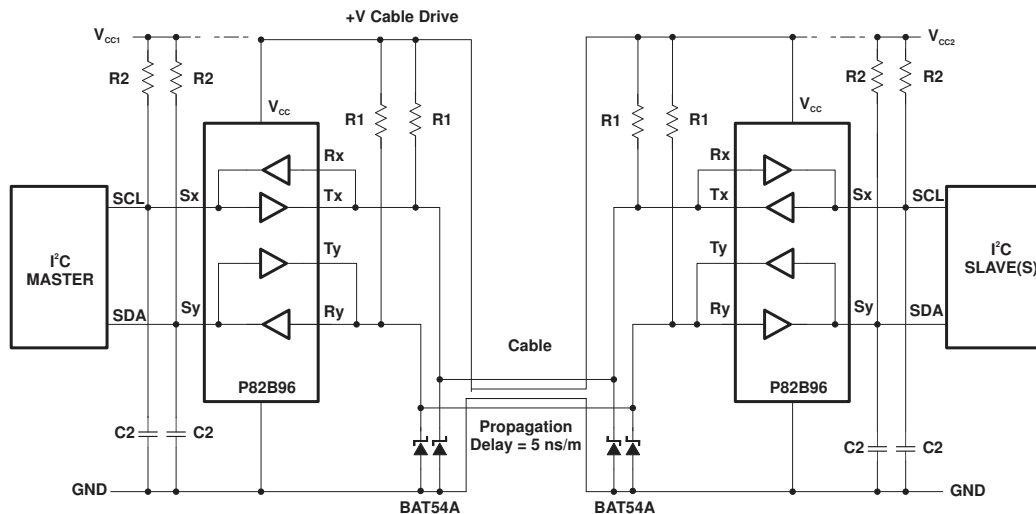 +V Cable Drive
VCC1
VCC2
R2
R2
R2
R2
VCC
VCC
R1
R1
R1
R1
Rx
Rx
SCL
Sx
Tx
Tx
Sx
SCL
I²C
MASTER
Ty
Ty
I²C
SLAVE(S)
SDA
Sy
Ry
Ry
Sy
SDA
Cable
P82B96
P82B96
Propagation
Delay = 5 ns/m
C2
C2
C2
C2
GND
GND
BAT54A
BAT54A